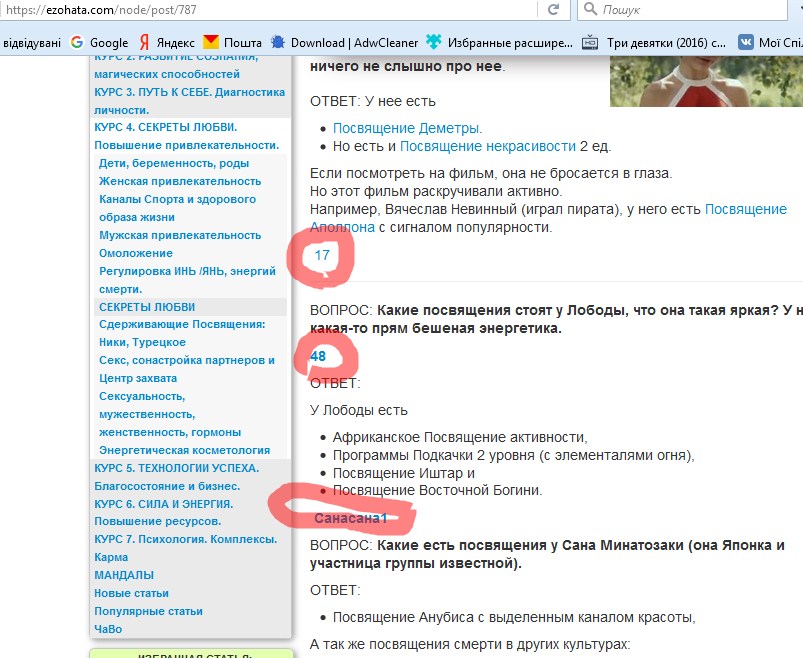 https://ezohata.com/node/post/787
Пошук
відвідувані
Google
Яндекс
Почта
Download | AdwCleaner
Избранные расшире...
Три девятки (2016) с...
Мої Спіл
КУРС 2. РАЗВИТИЕ СОЗНАНИЯ,
магических способностей
КУРС 3. ПУТЬ К СЕБЕ. Диагностика
личности.
КУРС 4. СЕКРЕТЫ ЛЮБВИ.
Повышение привлекательности.
Дети, беременность, роды
Женская привлекательность
Каналы Спорта и здорового
образа жизни
Мужская привлекательность
Омоложение
Регулировка ИНЬ /ЯНЬ, энергий
смерти.
СЕКРЕТЫ ЛЮБВИ
Сдерживающие Посвящения:
Ники, Турецкое
Секс, сонастройка партнеров и
Центр захвата
Сексуальность,
мужественность,
женственность, гормоны
Энергетическая косметология
КУРС 5. ТЕХНОЛОГИИ УСПЕХА.
Благосостояние и бизнес.
КУРС 6. СИЛА И ЭНЕРГИЯ.
Повышение ресурсов.
КУРС 7. Психология. Комплексы.
Карма
МАНДАЛЫ
Новые статьи
Популярные статьи
ЧаВо
ИЗБРАННАЯ СТАТЬЯ:
ничего не слышно про нее.
ОТВЕТ: У нее есть
Посвящение Деметры.
Но есть и Посвящение некрасивости 2 ед.
Если посмотреть на фильм, она не бросается в глаза.
Но этот фильм раскручивали активно.
Например, Вячеслав Невинный (играл пирата), у него есть Посвящение
Аполлона с сигналом популярности.
17
ВОПРОС: Какие посвящения стоят у Лободы, что она такая яркая? У н
какая-то прям бешеная энергетика.
48
ОТВЕТ:
У Лободы есть
Африканское Посвящение активности,
Программы Подкачки 2 уровня (с элементалями огня),
Посвящение Иштар и
Посвящение Восточной Богини.
Санасана1
ВОПРОС: Какие есть посвящения у Сана Минатозаки (она Японка и
участница группы известной).
ОТВЕТ:
Посвящение Анубиса с выделенным каналом красоты,
А так же посвящения смерти в других культурах: